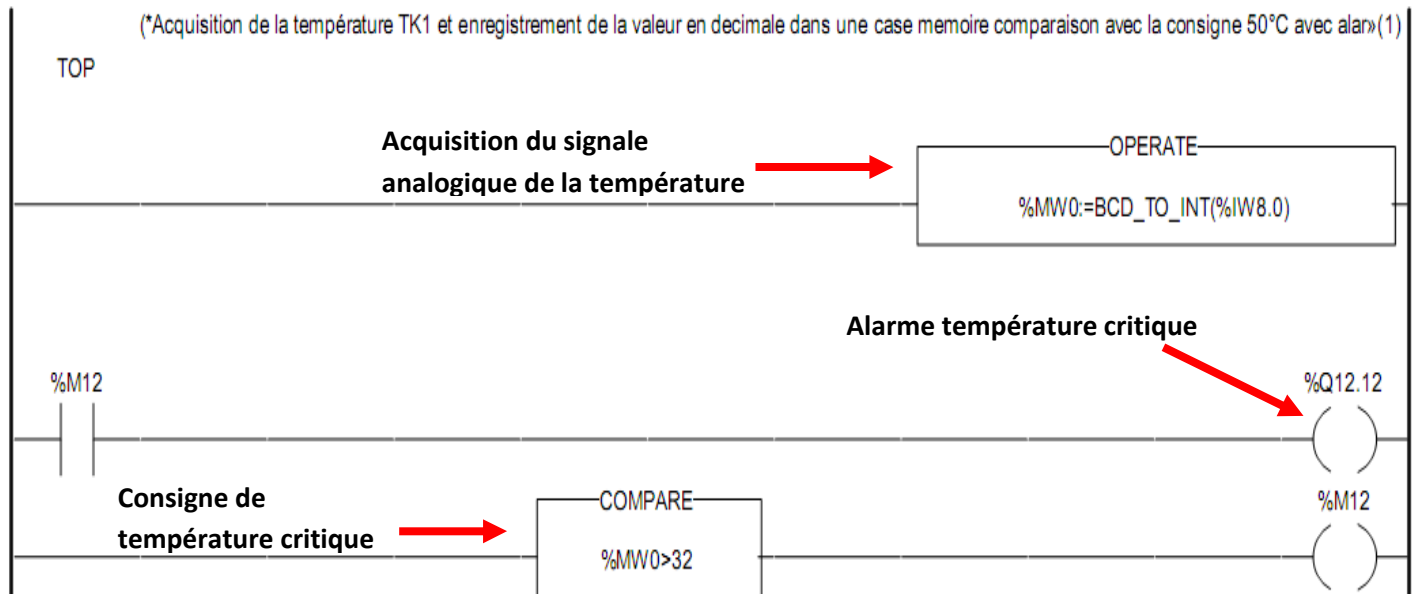 (*Acquisition de la température TK1 et enregistrement de la valeur en decimale dans une case memoire comparaison avec la consigne 50°C avec alar»(1)
TOP
Acquisition du signale
analogique de la température
OPERATE
%MW0:=BCD_TO_INT(%IW8.0)
Alarme température critique
%M12
%Q12.12
Consigne de
température critique
COMPARE
%MW0>32
%M12